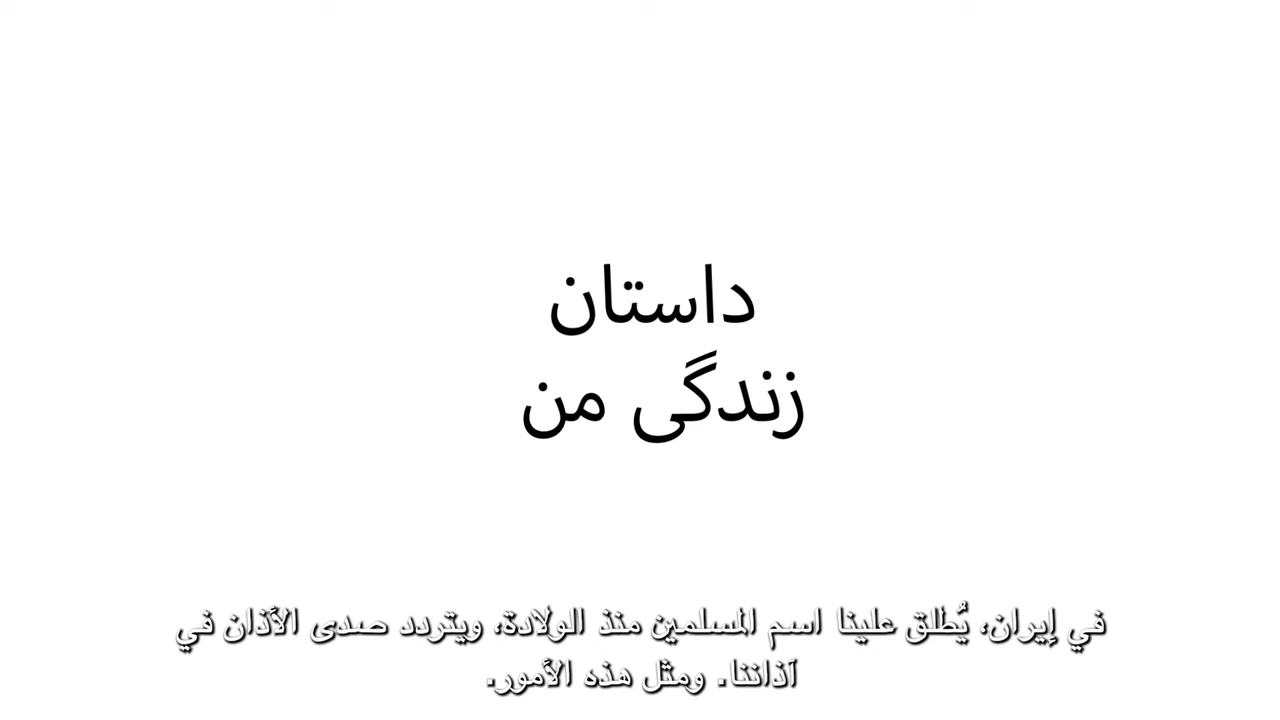 داستان
زندگی من
في إيران، يُطلق علينا اسم المسلمين منذ الولادة، ويتردد صدى الأذان في
آذاننا. ومثل هذه الأمور.